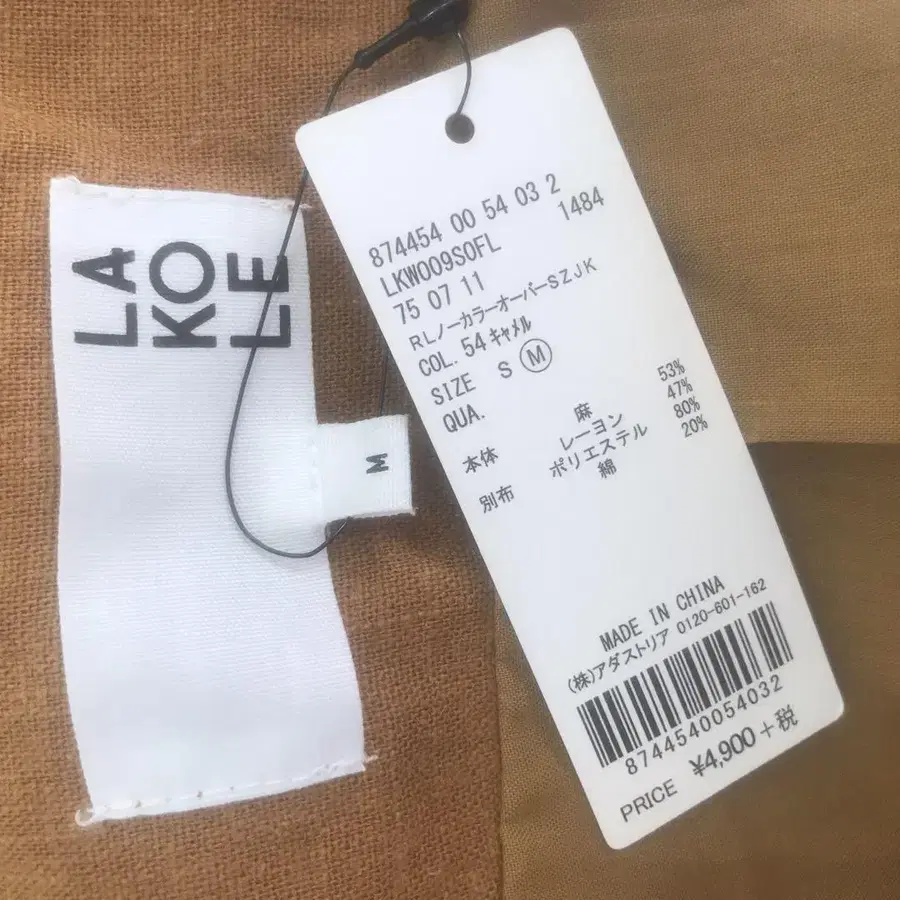 LA
KO
LE
M
874454 00 54 03 2
LKW009S0FL 1484
75 07 11
RLノーカラーオーバーSZJK
COL. 54 ｷｬﾒﾙ
SIZE S M
QUA.
本体 麻 53%
レーヨン 47%
別布 ポリエステル 80%
綿 20%
MADE IN CHINA
(株)アダストリア 0120-601-162
8744540054032
PRICE ¥4,900 +税